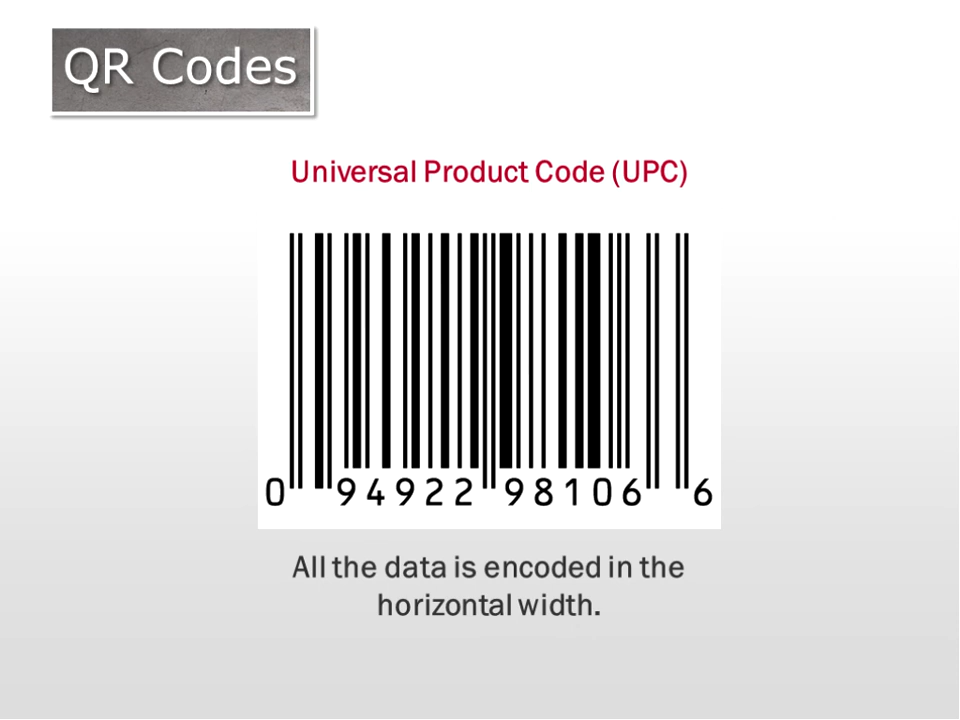 QR Codes
Universal Product Code (UPC)
0 94922 98106 6
All the data is encoded in the
horizontal width.